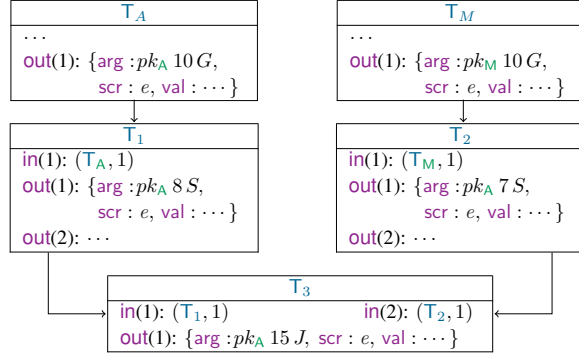 T_A
...
out(1): {arg : pk_A 10 G,
scr : e, val : ··· }
T_M
...
out(1): {arg : pk_M 10 G,
scr : e, val : ··· }
T_1
in(1): (T_A, 1)
out(1): {arg : pk_A 8 S,
scr : e, val : ··· }
out(2): ···
T_2
in(1): (T_M, 1)
out(1): {arg : pk_A 7 S,
scr : e, val : ··· }
out(2): ···
T_3
in(1): (T_1, 1) in(2): (T_2, 1)
out(1): {arg : pk_A 15 J, scr : e, val : ··· }